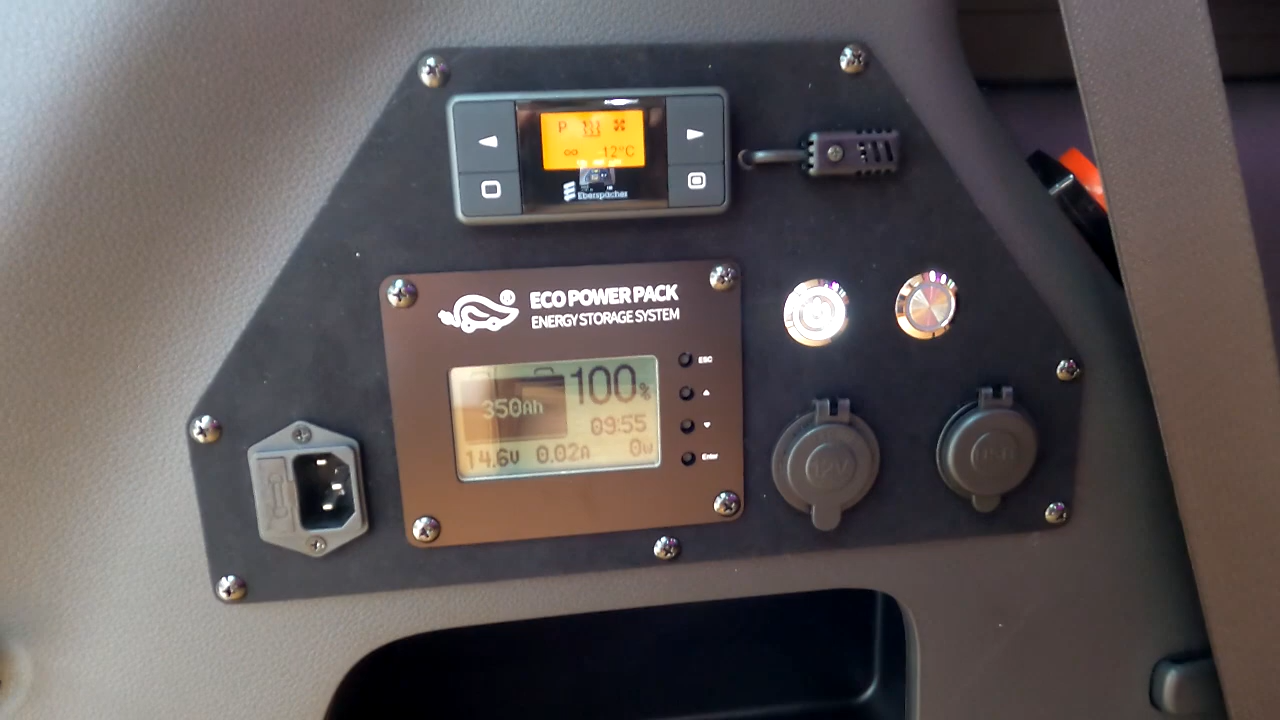 P
∞ 12°C
Eberspächer
® ECO POWER PACK
ENERGY STORAGE SYSTEM
350Ah
100%
09:55
14.6V 0.02A 0W
ESC
Enter
12V
USB